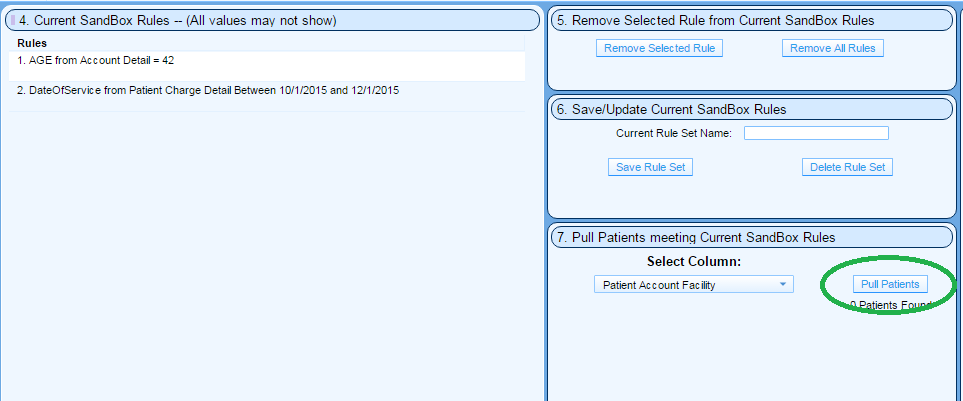 4. Current SandBox Rules -- (All values may not show)
Rules
1. AGE from Account Detail = 42
2. DateOfService from Patient Charge Detail Between 10/1/2015 and 12/1/2015
5. Remove Selected Rule from Current SandBox Rules
Remove Selected Rule
Remove All Rules
6. Save/Update Current SandBox Rules
Current Rule Set Name:
Save Rule Set
Delete Rule Set
7. Pull Patients meeting Current SandBox Rules
Select Column:
Patient Account Facility
Pull Patients
0 Patients Found